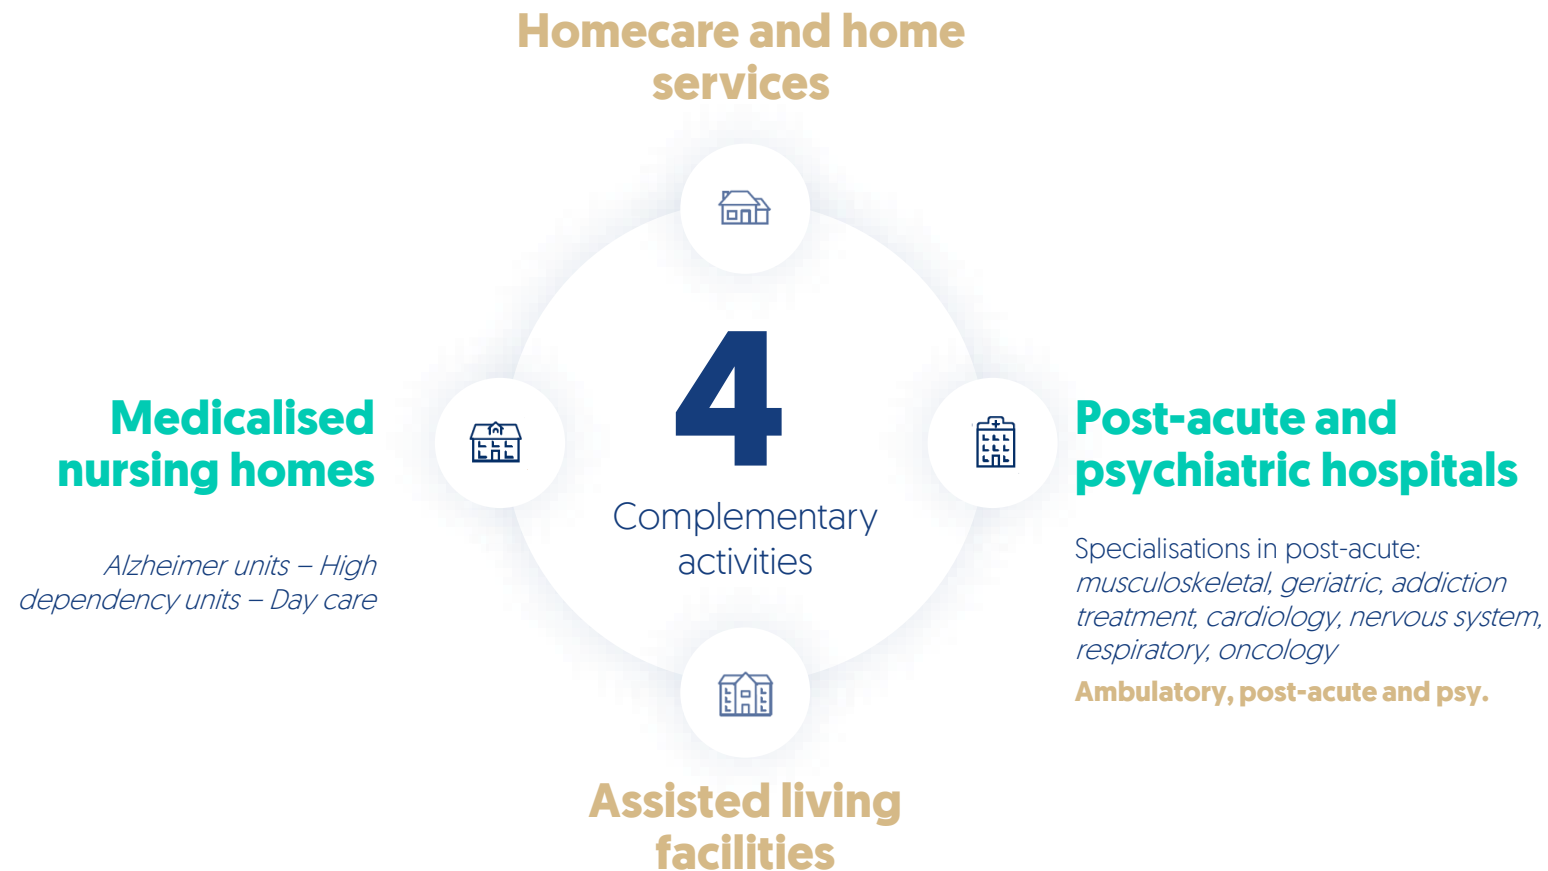 Homecare and home
services
4
Complementary
activities
Medicalised
nursing homes
Alzheimer units – High
dependency units – Day care
Post-acute and
psychiatric hospitals
Specialisations in post-acute:
musculoskeletal, geriatric, addiction
treatment, cardiology, nervous system,
respiratory, oncology
Ambulatory, post-acute and psy.
Assisted living
facilities